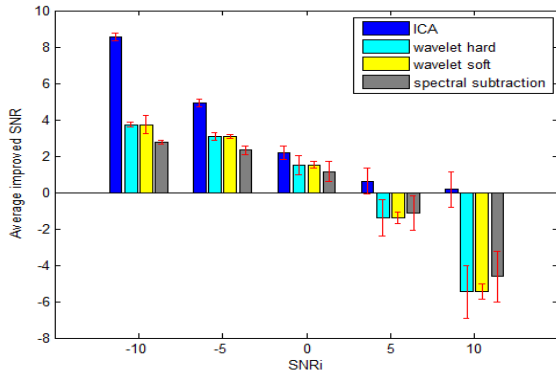 10
8
6
4
2
0
-2
-4
-6
-8
Average improved SNR
ICA
wavelet hard
wavelet soft
spectral subtraction
-10 -5 0 5 10
SNRi